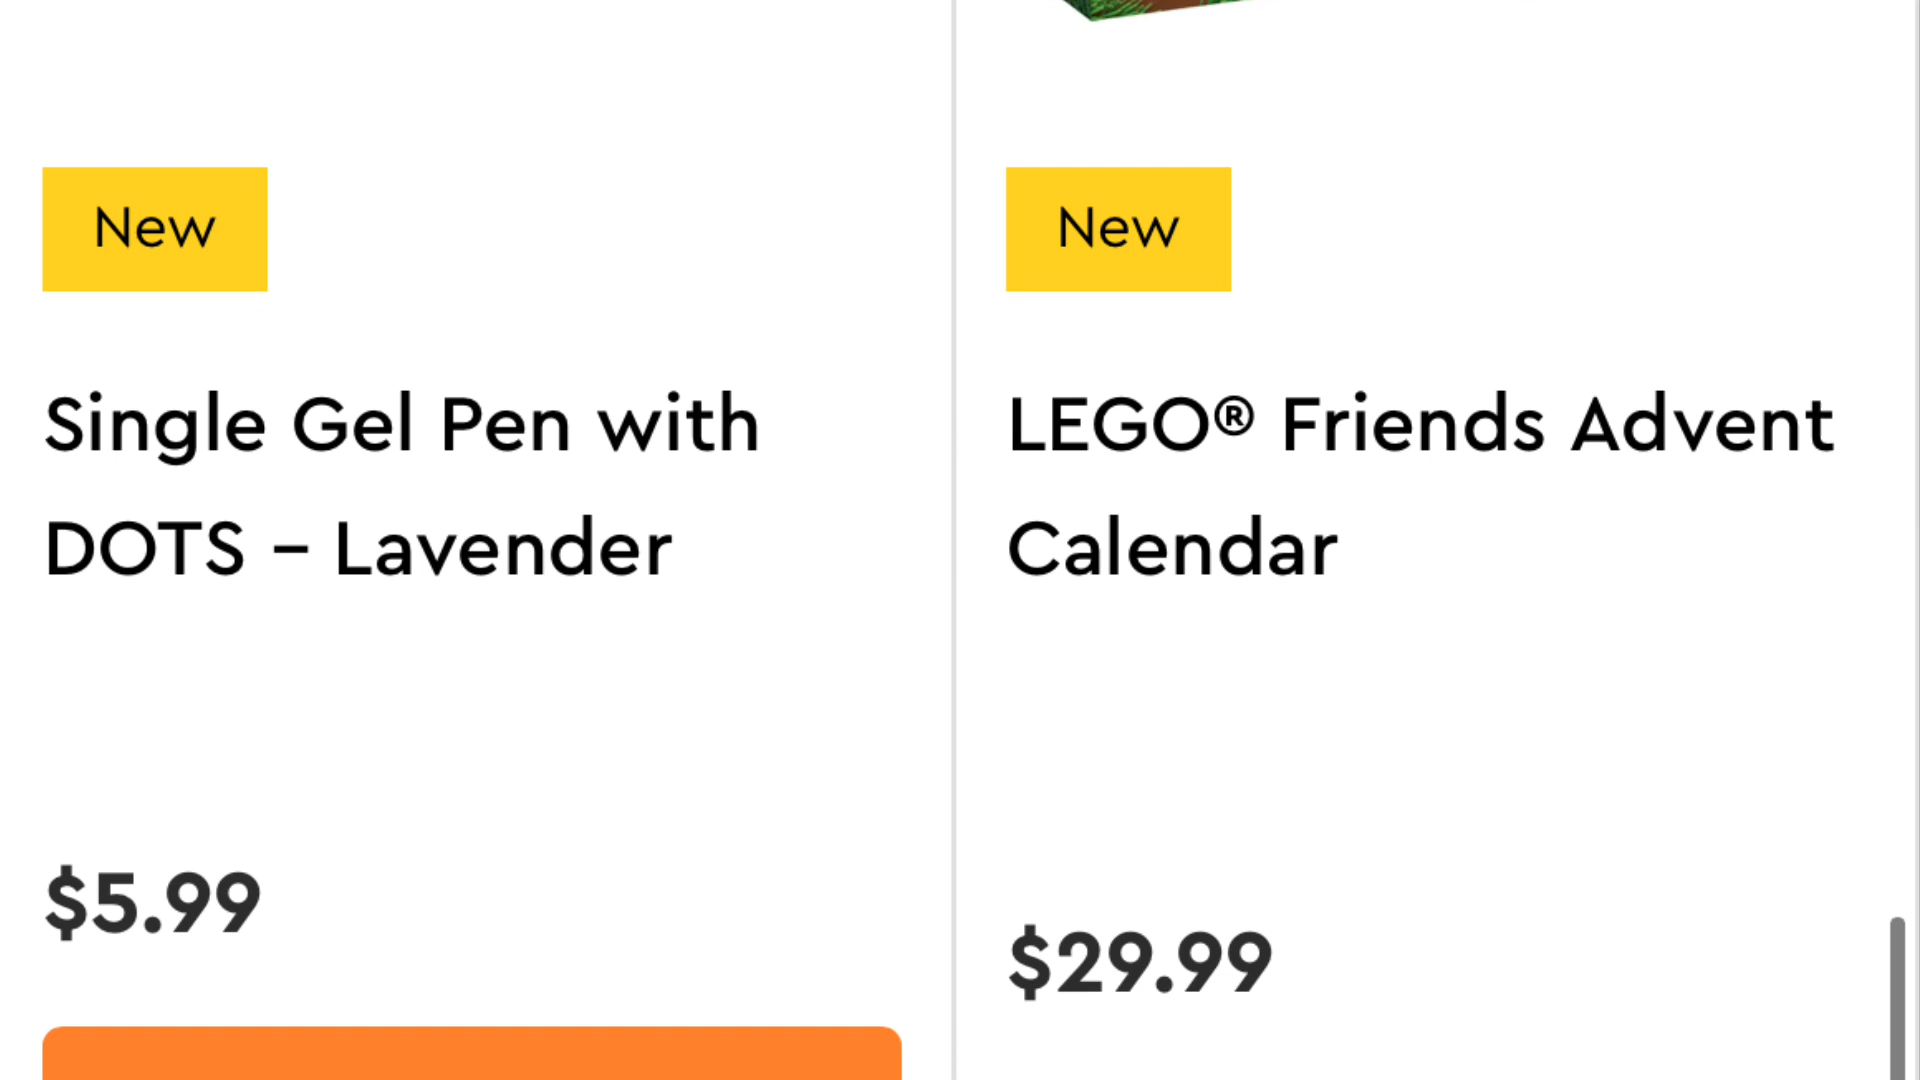 New
Single Gel Pen with
DOTS – Lavender
$5.99
New
LEGO® Friends Advent
Calendar
$29.99